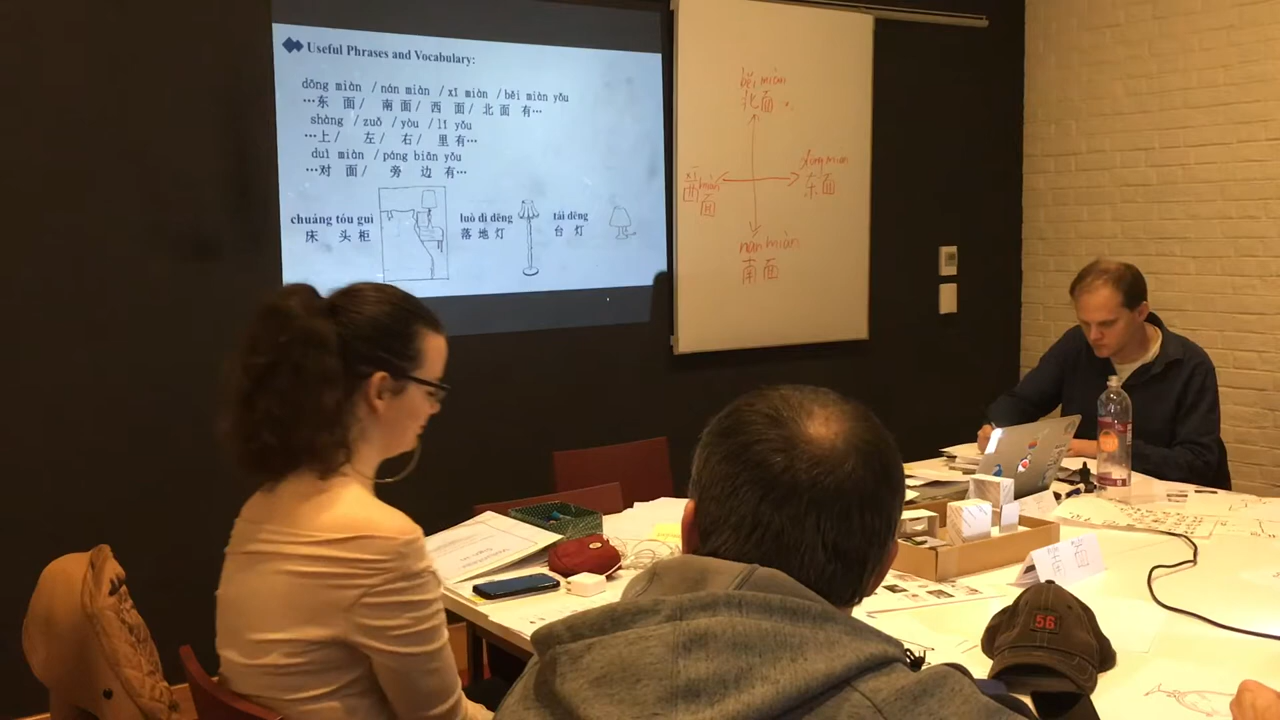 Useful Phrases and Vocabulary:
dōng miàn / nán miàn / xī miàn / běi miàn yǒu
…东 面 / 南 面 / 西 面 / 北 面 有…
shàng / zuǒ / yòu / lǐ yǒu
…上 / 左 / 右 / 里 有…
duì miàn / páng biān yǒu
…对 面 / 旁 边 有…
chuáng tóu guì
床 头 柜
luò dì dēng
落 地 灯
tái dēng
台 灯
běi miàn
北面
xī miàn
西面
dōng miàn
东面
nán miàn
南面
56